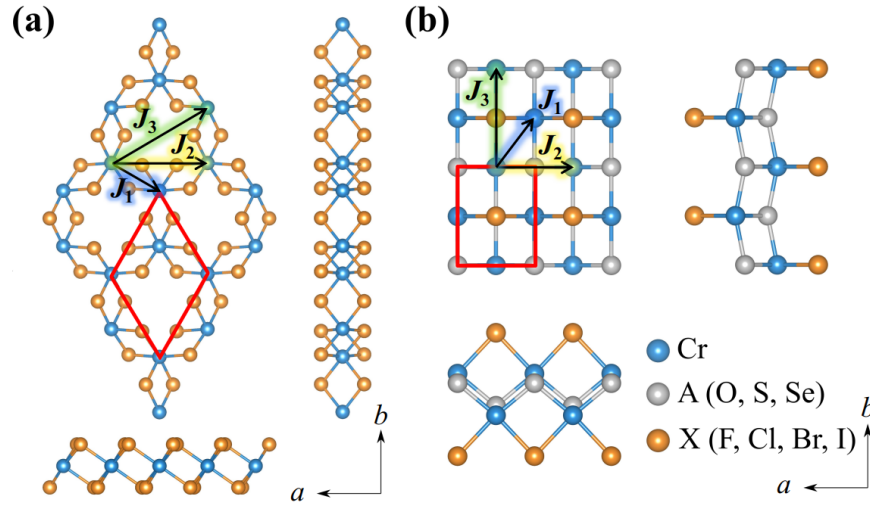 (a)
J3
J2
J1
a
b
(b)
J3
J1
J2
Cr
A (O, S, Se)
X (F, Cl, Br, I)
a
b